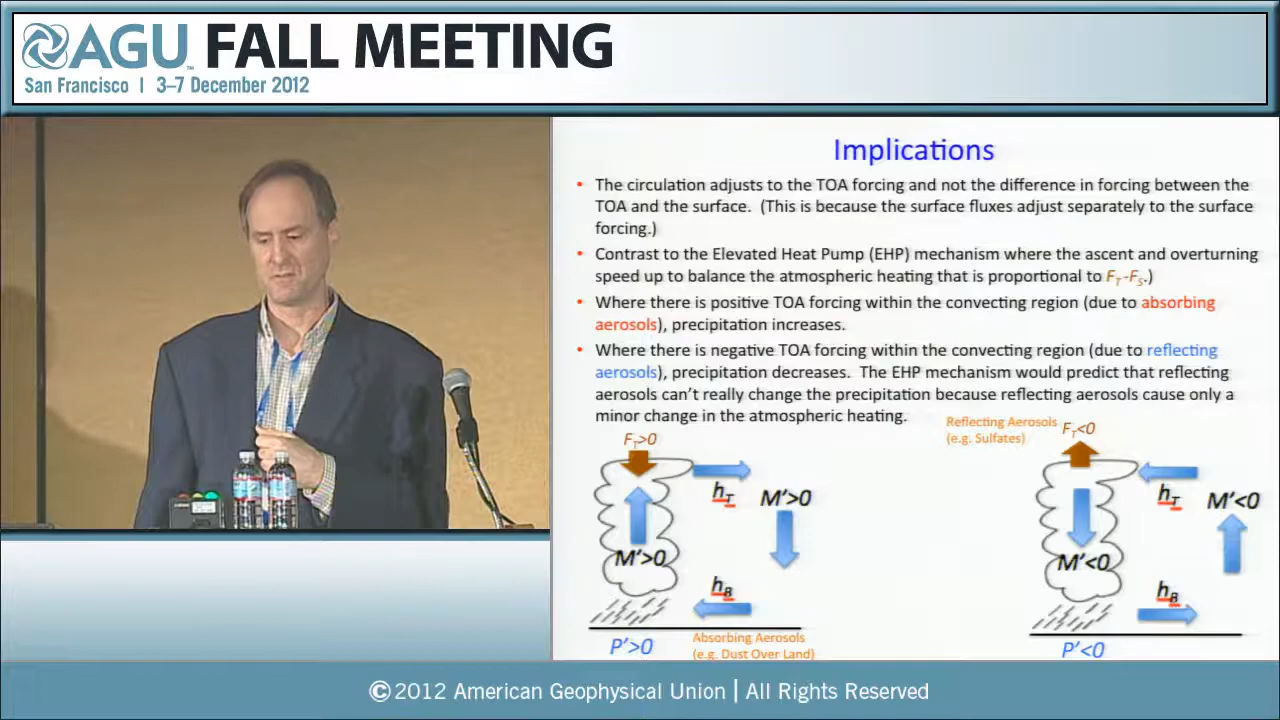 AGU FALL MEETING
San Francisco | 3–7 December 2012
Implications
• The circulation adjusts to the TOA forcing and not the difference in forcing between the
TOA and the surface. (This is because the surface fluxes adjust separately to the surface
forcing.)
• Contrast to the Elevated Heat Pump (EHP) mechanism where the ascent and overturning
speed up to balance the atmospheric heating that is proportional to FT-FS.)
• Where there is positive TOA forcing within the convecting region (due to absorbing
aerosols), precipitation increases.
• Where there is negative TOA forcing within the convecting region (due to reflecting
aerosols), precipitation decreases. The EHP mechanism would predict that reflecting
aerosols can't really change the precipitation because reflecting aerosols cause only a
minor change in the atmospheric heating.
FT>0
hT
M'>0
M'>0
hB
P'>0
Absorbing Aerosols
(e.g. Dust Over Land)
Reflecting Aerosols
(e.g. Sulfates)
FT<0
hT
M'<0
M'<0
hB
P'<0
©2012 American Geophysical Union | All Rights Reserved